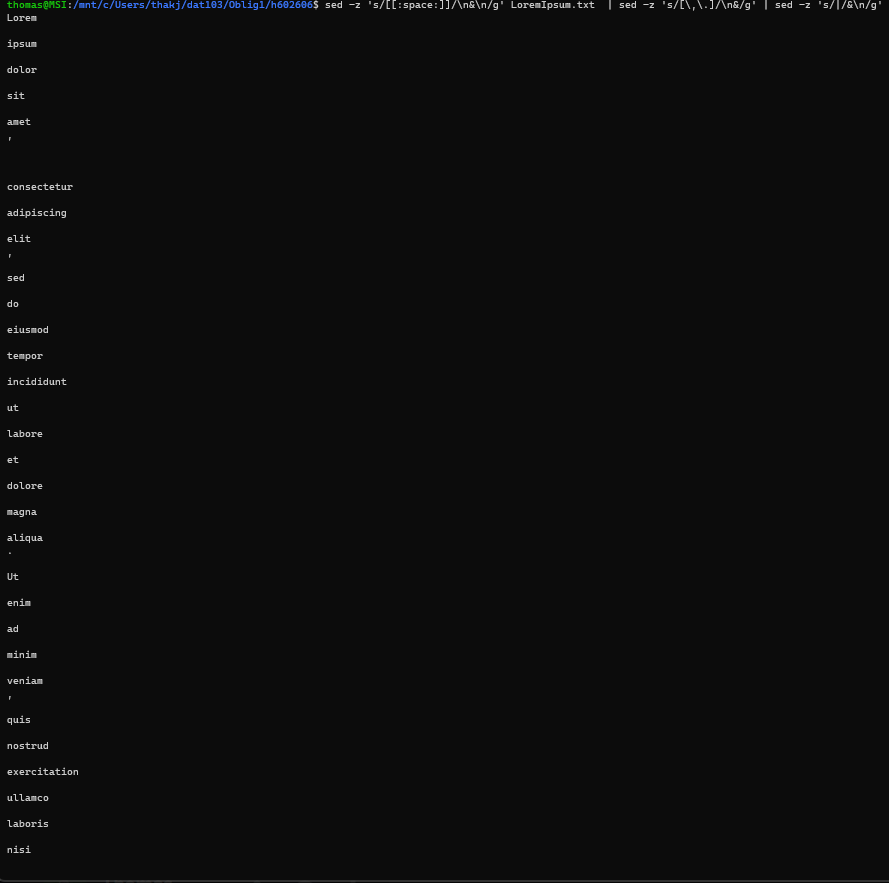 thomas@MSI:/mnt/c/Users/thakj/dat103/Oblig1/h602606$ sed -z 's/[[:space:]]/\n&\n/g' LoremIpsum.txt  | sed -z 's/[\,\.]/\n&/g' | sed -z 's/|/&\n/g'
Lorem
ipsum
dolor
sit
amet
,
consectetur
adipiscing
elit
,
sed
do
eiusmod
tempor
incididunt
ut
labore
et
dolore
magna
aliqua
.
Ut
enim
ad
minim
veniam
,
quis
nostrud
exercitation
ullamco
laboris
nisi